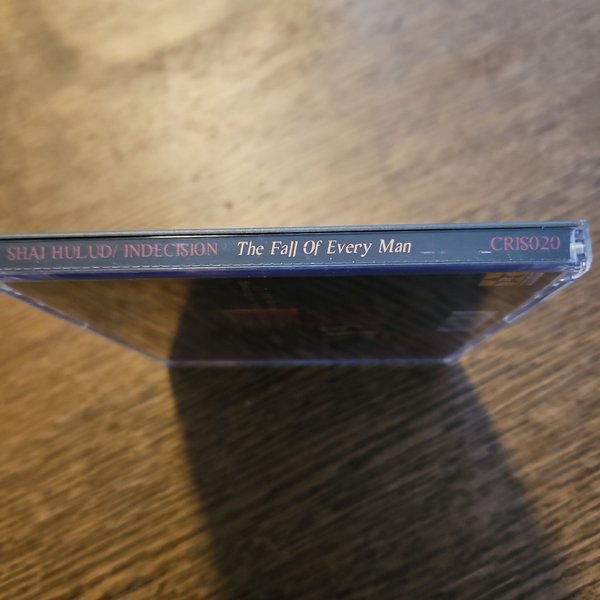 SHAI HULUD/ INDECISION The Fall Of Every Man CRIS020